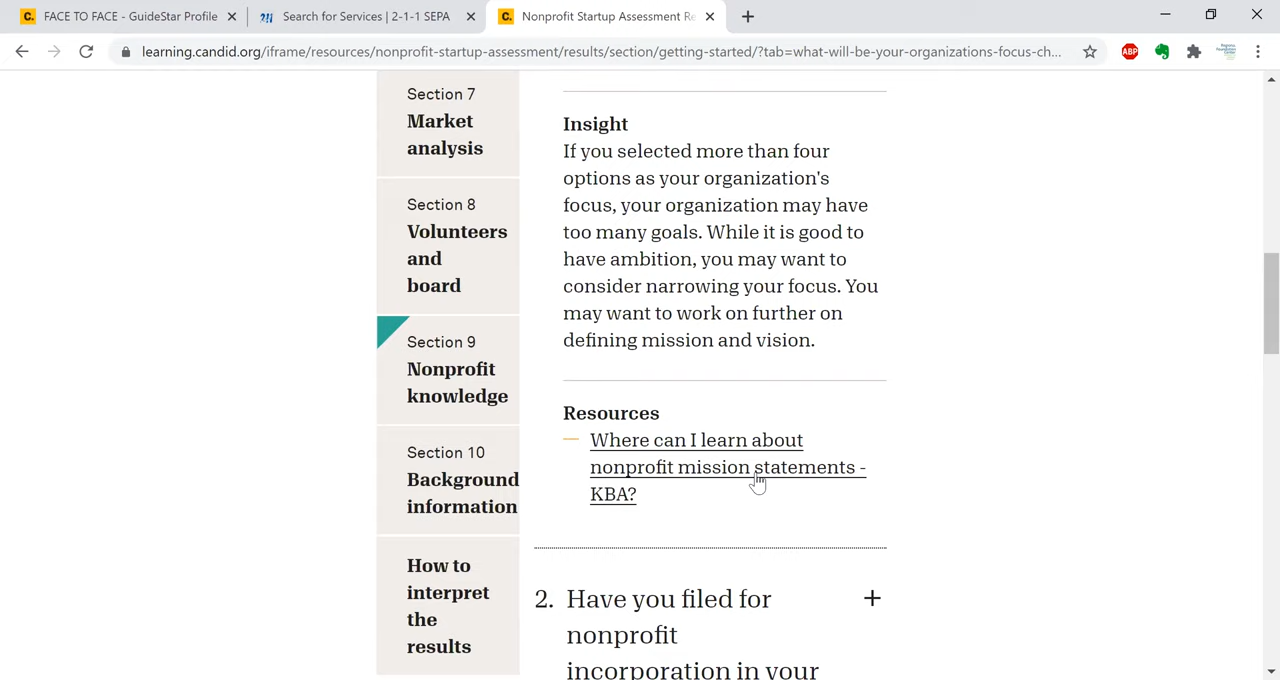 FACE TO FACE - GuideStar Profile
Search for Services | 2-1-1 SEPA
Nonprofit Startup Assessment Re
learning.candid.org/iframe/resources/nonprofit-startup-assessment/results/section/getting-started/?tab=what-will-be-your-organizations-focus-ch...
ABP
Section 7
Market
analysis
Section 8
Volunteers
and
board
Section 9
Nonprofit
knowledge
Section 10
Background
information
How to
interpret
the
results
Insight
If you selected more than four
options as your organization's
focus, your organization may have
too many goals. While it is good to
have ambition, you may want to
consider narrowing your focus. You
may want to work on further on
defining mission and vision.
Resources
Where can I learn about
nonprofit mission statements -
KBA?
2. Have you filed for
nonprofit
incorporation in your